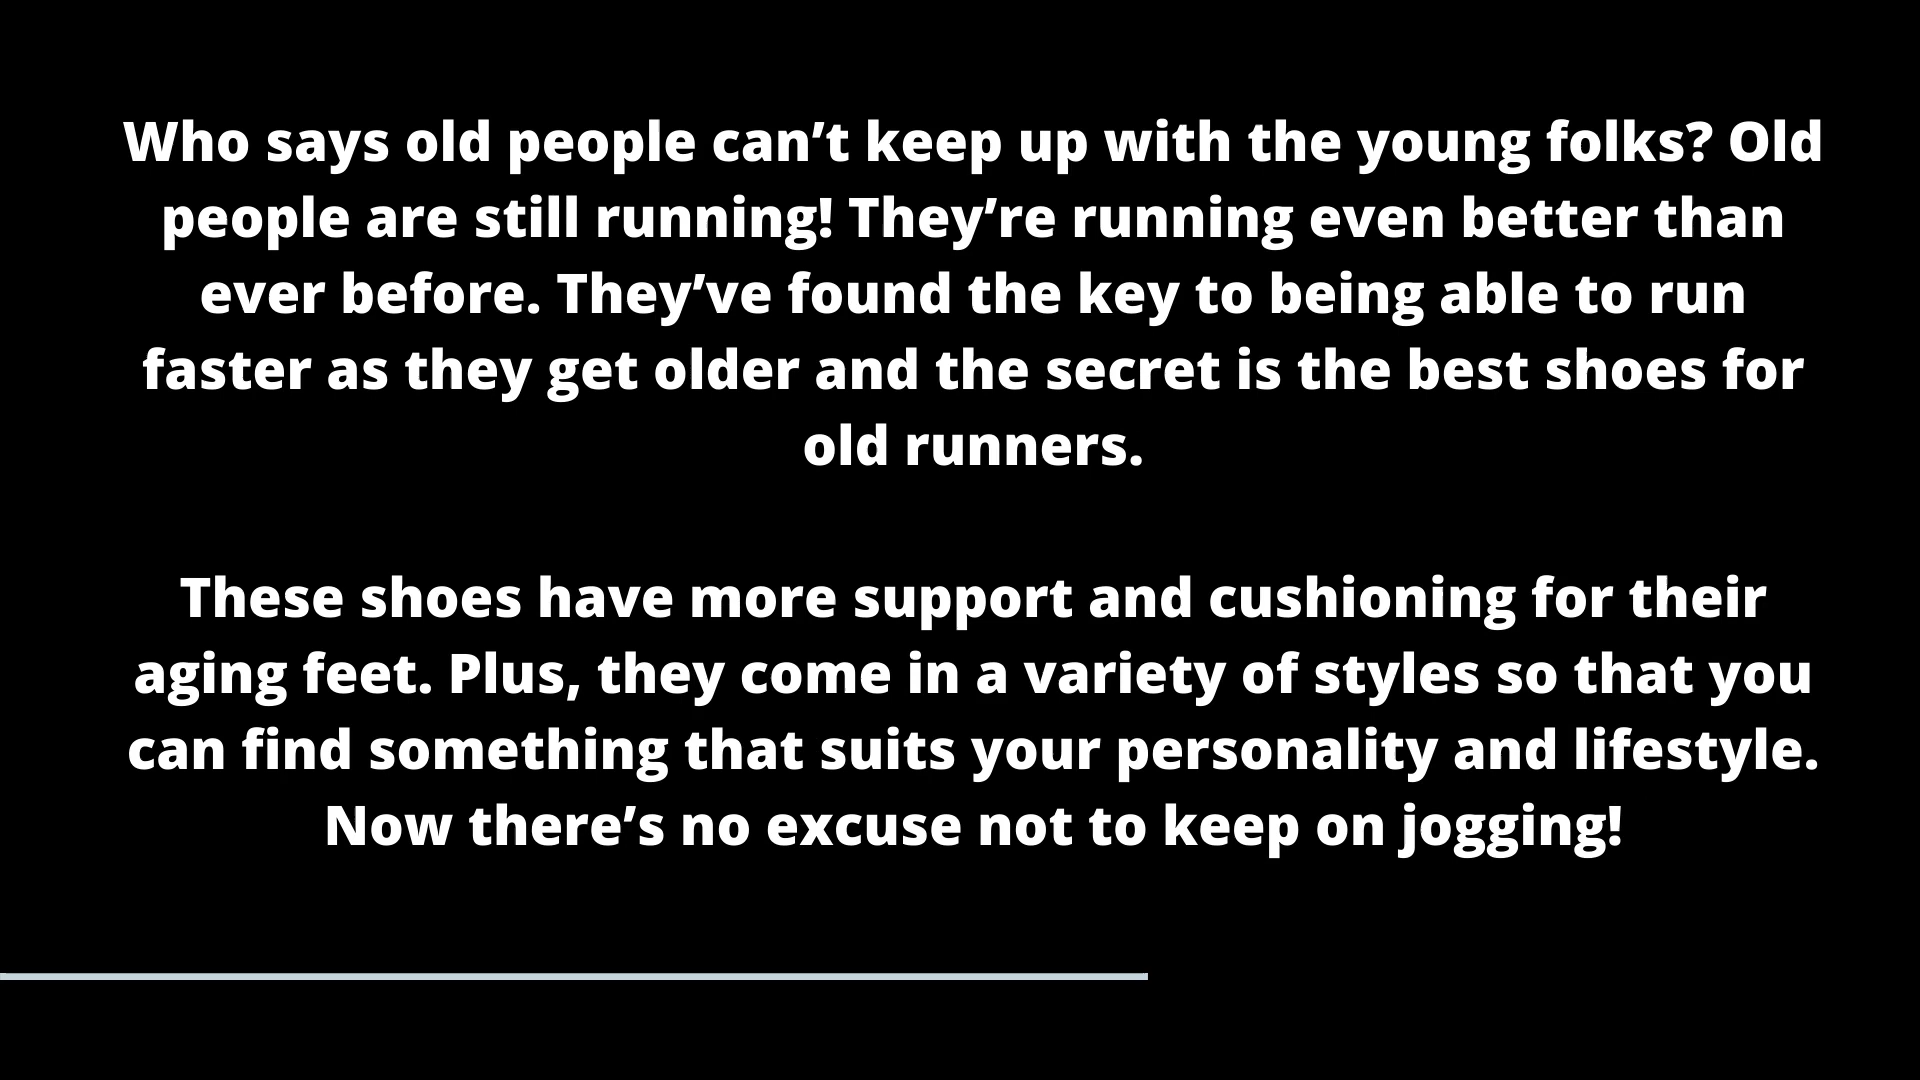 Who says old people can’t keep up with the young folks? Old
people are still running! They’re running even better than
ever before. They’ve found the key to being able to run
faster as they get older and the secret is the best shoes for
old runners.
These shoes have more support and cushioning for their
aging feet. Plus, they come in a variety of styles so that you
can find something that suits your personality and lifestyle.
Now there’s no excuse not to keep on jogging!